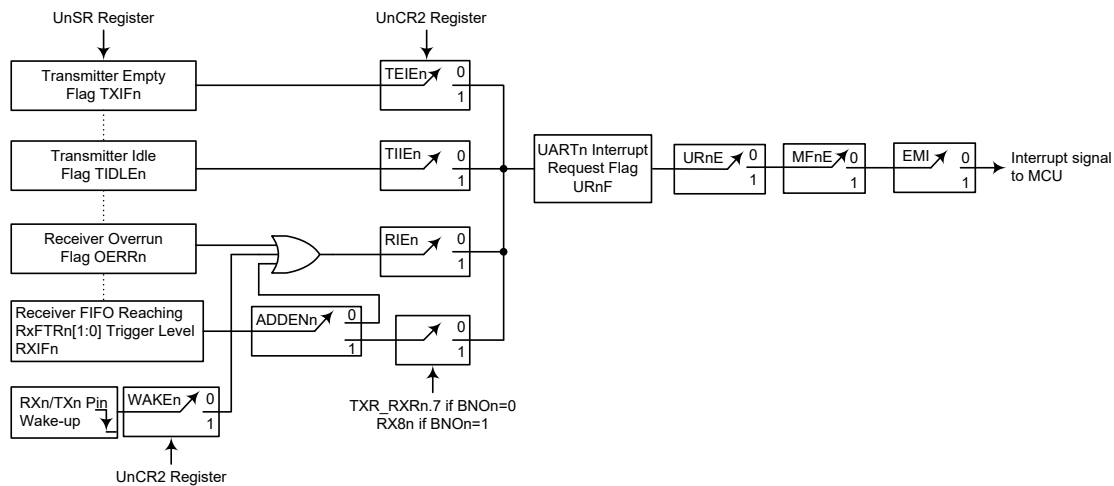 UnSR Register
UnCR2 Register
Transmitter Empty
Flag TXIFn
TEIEn
0
1
Transmitter Idle
Flag TIDLEn
TIIEn
0
1
UARTn Interrupt
Request Flag
URnF
URnE
0
1
MFnE
0
1
EMI
0
1
Interrupt signal
to MCU
Receiver Overrun
Flag OERRn
RIEn
0
1
Receiver FIFO Reaching
RxFTRn[1:0] Trigger Level
RXIFn
ADDENn
0
1
0
1
RXn/TXn Pin
Wake-up
WAKEn
0
1
TXR_RXRn.7 if BNOn=0
RX8n if BNOn=1
UnCR2 Register